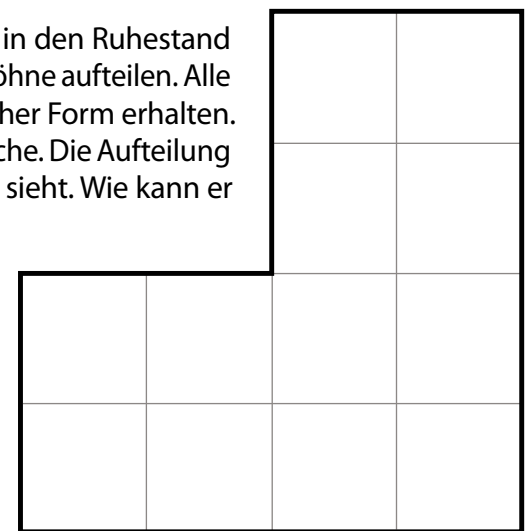 in den Ruhestand
öhne aufteilen. Alle
her Form erhalten.
che. Die Aufteilung
sieht. Wie kann er